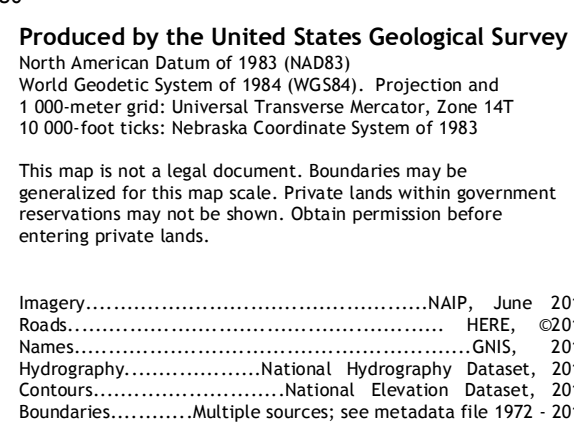 Produced by the United States Geological Survey
North American Datum of 1983 (NAD83)
World Geodetic System of 1984 (WGS84). Projection and
1 000-meter grid: Universal Transverse Mercator, Zone 14T
10 000-foot ticks: Nebraska Coordinate System of 1983
This map is not a legal document. Boundaries may be
generalized for this map scale. Private lands within government
reservations may not be shown. Obtain permission before
entering private lands.
Imagery..........................................NAIP, June
Roads.............................................. HERE,
Names................................................GNIS,
Hydrography.................National Hydrography Dataset,
Contours........................National Elevation Dataset,
Boundaries...........Multiple sources; see metadata file 1972 -